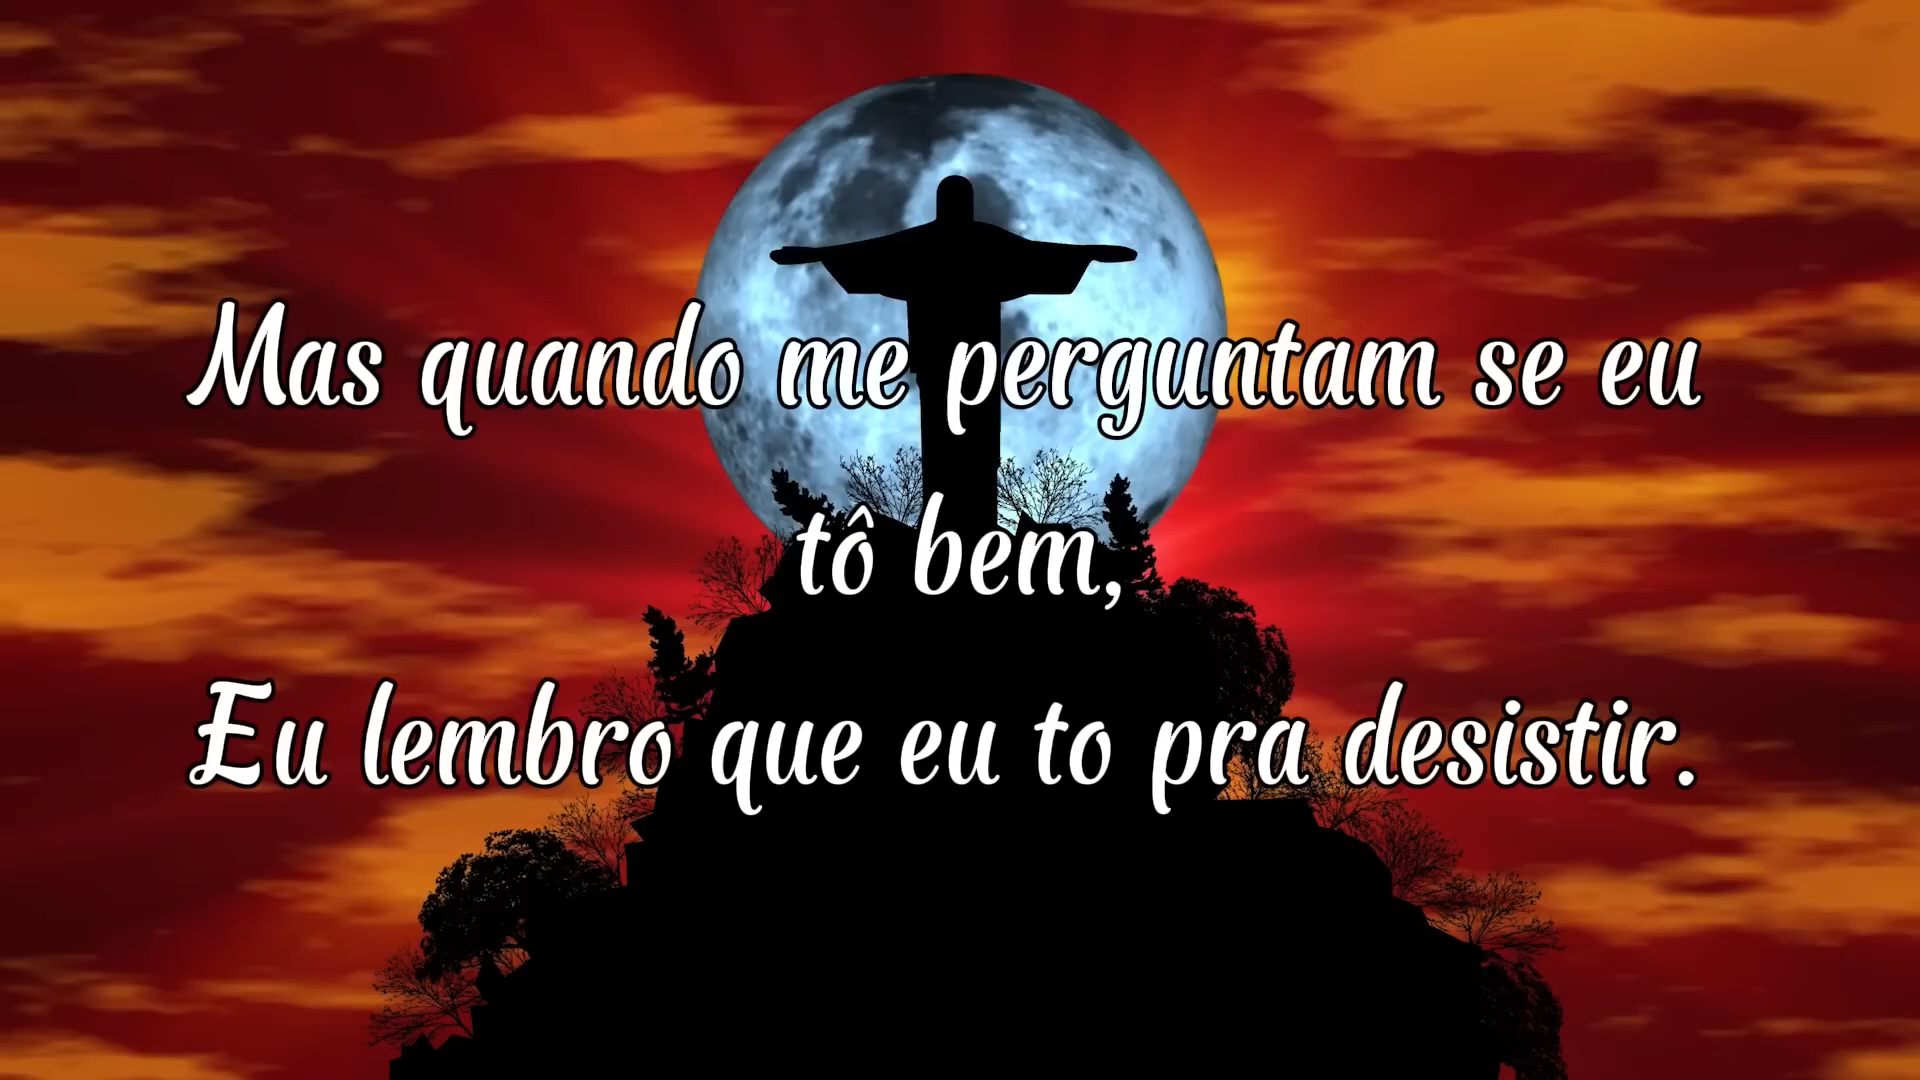 Mas quando me perguntam se eu
tô bem,
Eu lembro que eu to pra desistir.